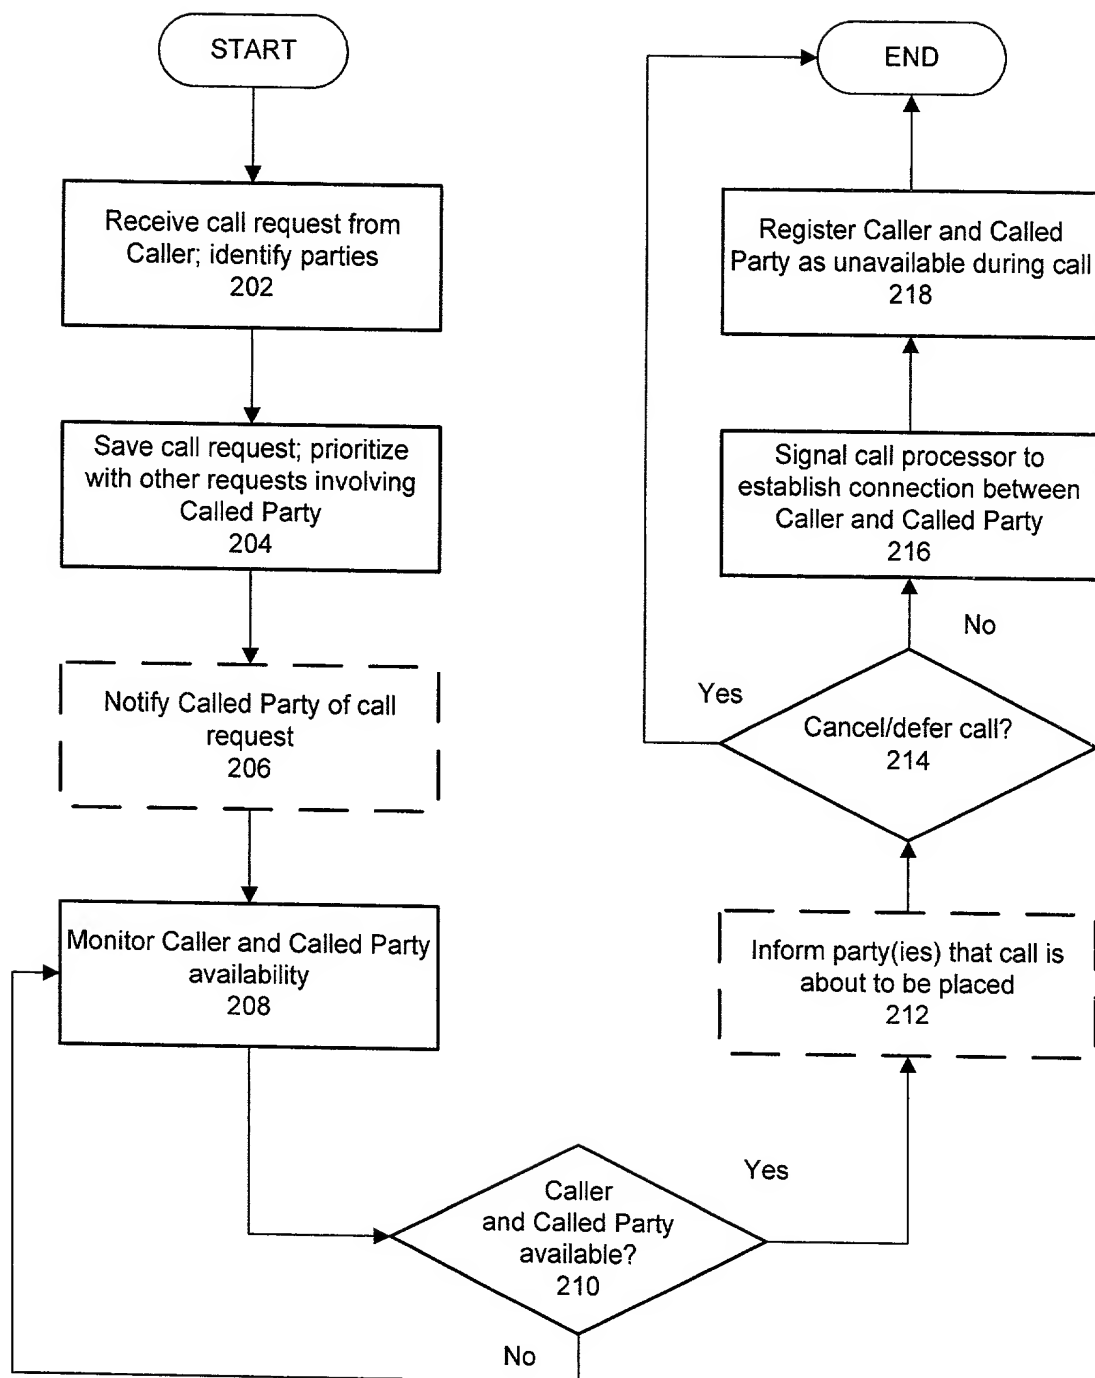 START
Receive call request from
Caller; identify parties
202
Save call request; prioritize
with other requests involving
Called Party
204
Notify Called Party of call
request
206
Monitor Caller and Called Party
availability
208
Caller
and Called Party
available?
210
Yes
No
Inform party(ies) that call is
about to be placed
212
Cancel/defer call?
214
Yes
No
Signal call processor to
establish connection between
Caller and Called Party
216
Register Caller and Called
Party as unavailable during call
218
END